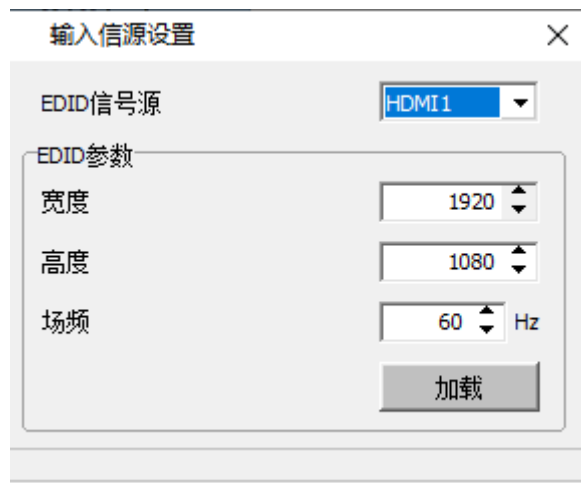 输入信源设置
EDID信号源 HDMI1
EDID参数
宽度 1920
高度 1080
场频 60 Hz
加载